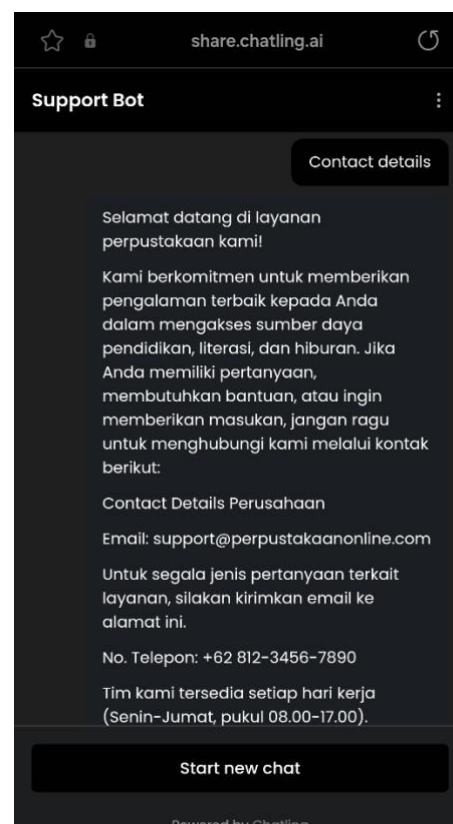 share.chatling.ai
Support Bot
Contact details
Selamat datang di layanan
perpustakaan kami!
Kami berkomitmen untuk memberikan
pengalaman terbaik kepada Anda
dalam mengakses sumber daya
pendidikan, literasi, dan hiburan. Jika
Anda memiliki pertanyaan,
membutuhkan bantuan, atau ingin
memberikan masukan, jangan ragu
untuk menghubungi kami melalui kontak
berikut:
Contact Details Perusahaan
Email: support@perpustakaanonline.com
Untuk segala jenis pertanyaan terkait
layanan, silakan kirimkan email ke
alamat ini.
No. Telepon: +62 812-3456-7890
Tim kami tersedia setiap hari kerja
(Senin-Jumat, pukul 08.00-17.00).
Start new chat
Powered by Chatling